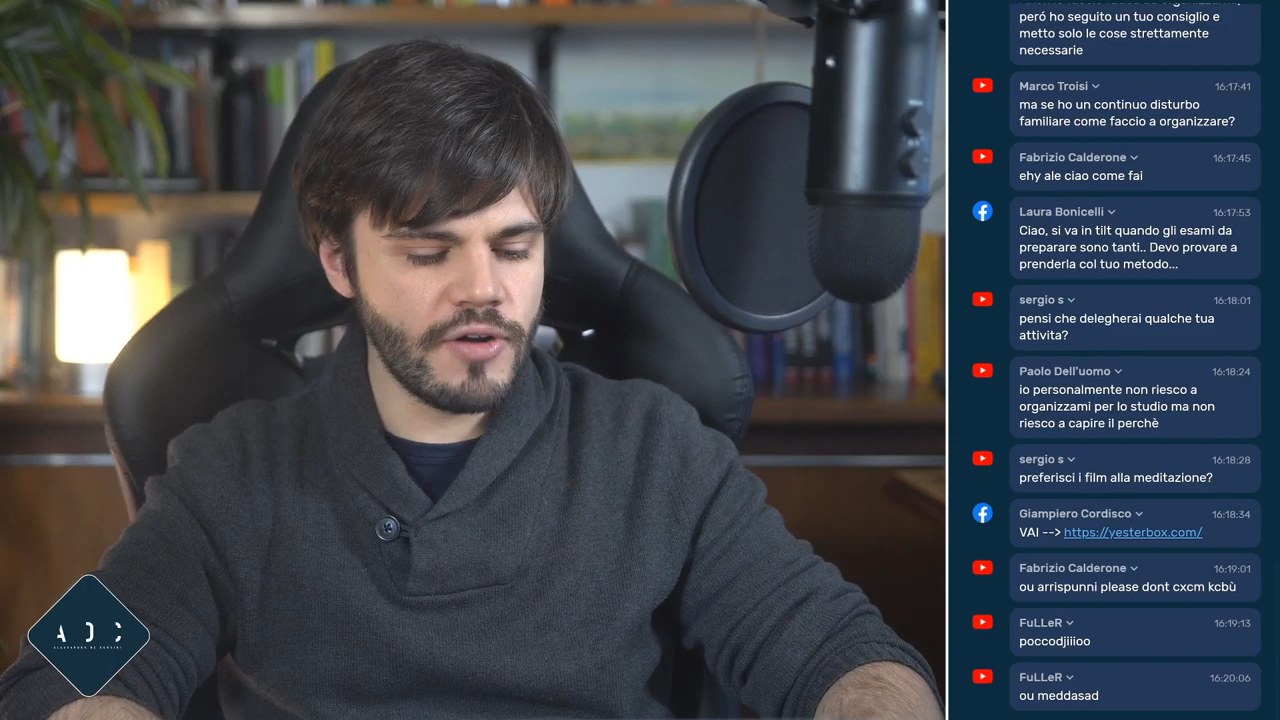 peró ho seguito un tuo consiglio e
metto solo le cose strettamente
necessarie
Marco Troisi 16:17:41
ma se ho un continuo disturbo
familiare come faccio a organizzare?
Fabrizio Calderone 16:17:45
ehy ale ciao come fai
Laura Bonicelli 16:17:53
Ciao, si va in tilt quando gli esami da
preparare sono tanti.. Devo provare a
prenderla col tuo metodo...
sergio s 16:18:01
pensi che delegherai qualche tua
attivita?
Paolo Dell'uomo 16:18:24
io personalmente non riesco a
organizzami per lo studio ma non
riesco a capire il perchè
sergio s 16:18:28
preferisci i film alla meditazione?
Giampiero Cordisco 16:18:34
VAI --> https://yesterbox.com/
Fabrizio Calderone 16:19:01
ou arrispunni please dont cxcm kcbù
FuLLeR 16:19:13
poccodjiiioo
FuLLeR 16:20:06
ou meddasad